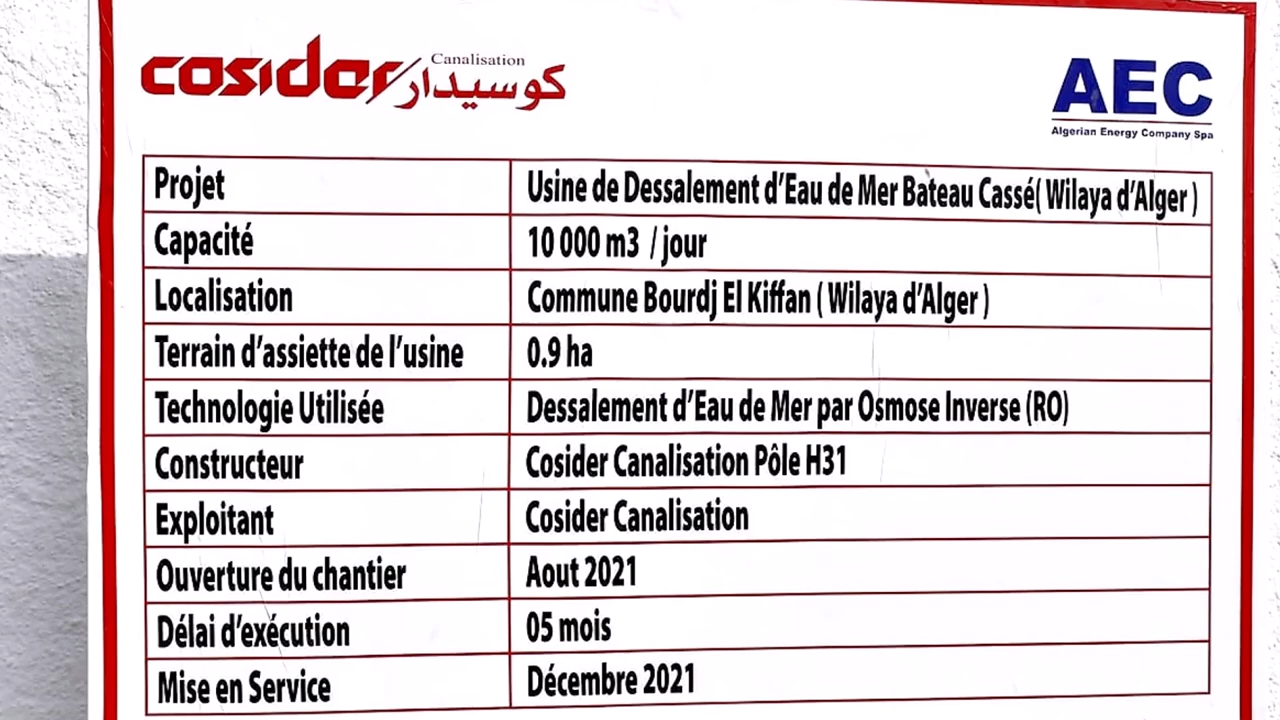 cosider/كوسيدار Canalisation
AEC
Algerian Energy Company Spa
Projet Usine de Dessalement d'Eau de Mer Bateau Cassé( Wilaya d'Alger )
Capacité 10 000 m3 / jour
Localisation Commune Bourdj El Kiffan ( Wilaya d'Alger )
Terrain d'assiette de l'usine 0.9 ha
Technologie Utilisée Dessalement d'Eau de Mer par Osmose Inverse (RO)
Constructeur Cosider Canalisation Pôle H31
Exploitant Cosider Canalisation
Ouverture du chantier Aout 2021
Délai d'exécution 05 mois
Mise en Service Décembre 2021